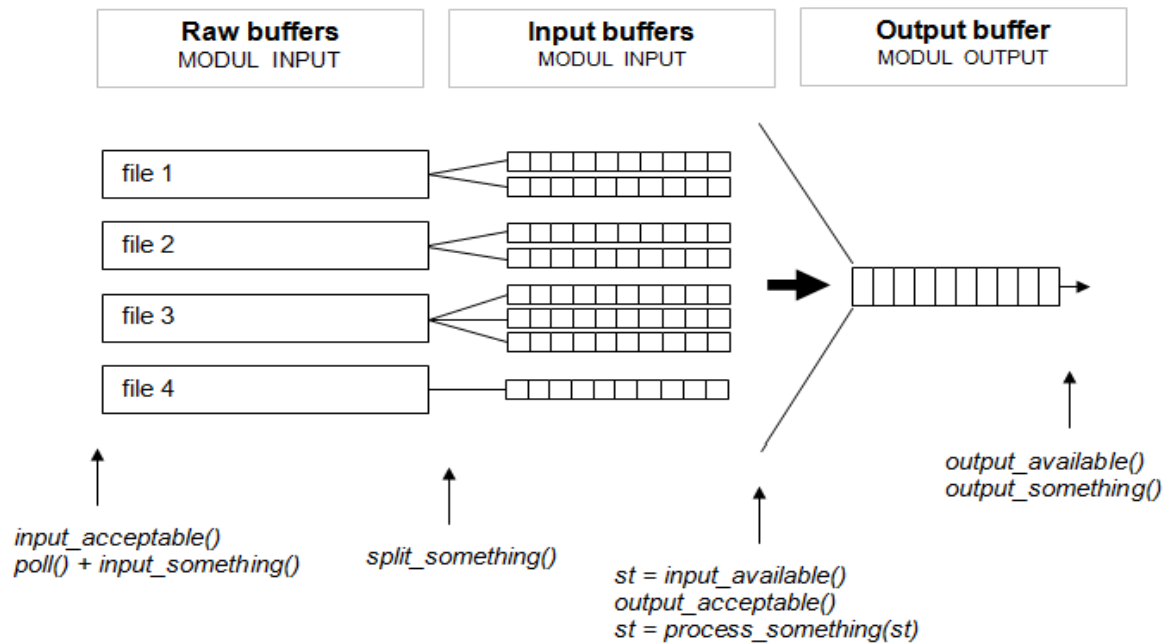 Raw buffers
MODUL INPUT
Input buffers
MODUL INPUT
Output buffer
MODUL OUTPUT
file 1
file 2
file 3
file 4
input_acceptable()
poll() + input_something()
split_something()
st = input_available()
output_acceptable()
st = process_something(st)
output_available()
output_something()